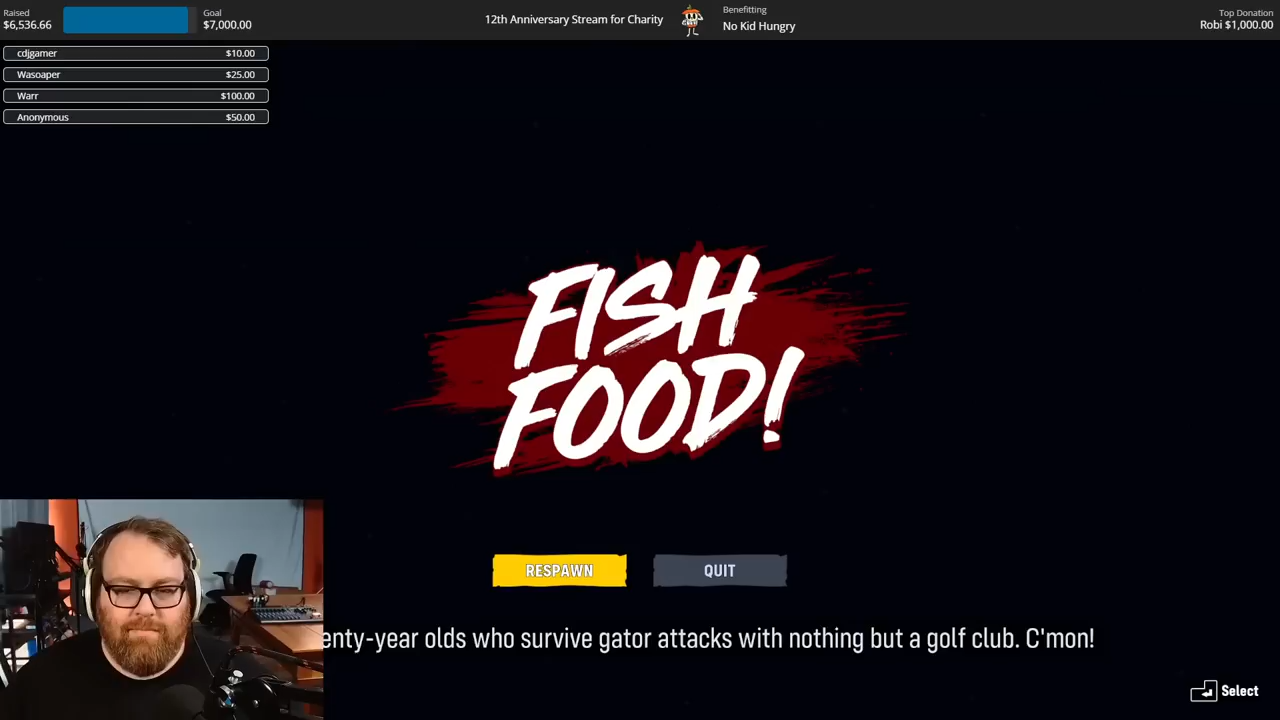 Raised
$6,536.66
Goal
$7,000.00
12th Anniversary Stream for Charity
Benefitting
No Kid Hungry
Top Donation
Robi $1,000.00
cdjgamer $10.00
Wasoaper $25.00
Warr $100.00
Anonymous $50.00
FISH
FOOD!
RESPAWN
QUIT
enty-year olds who survive gator attacks with nothing but a golf club. C'mon!
Select